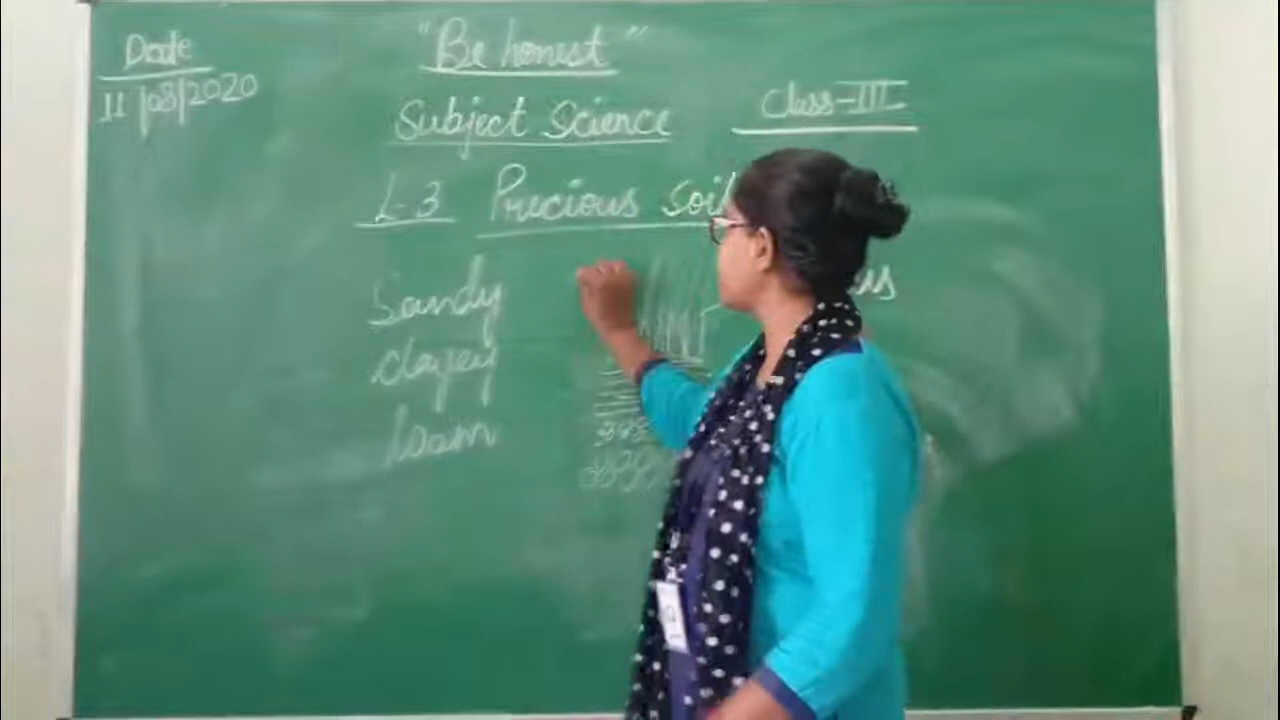 Date
11/08/2020
"Be honest"
Subject Science
Class-III
L-3 Precious Soil
Sandy
clayey
loam